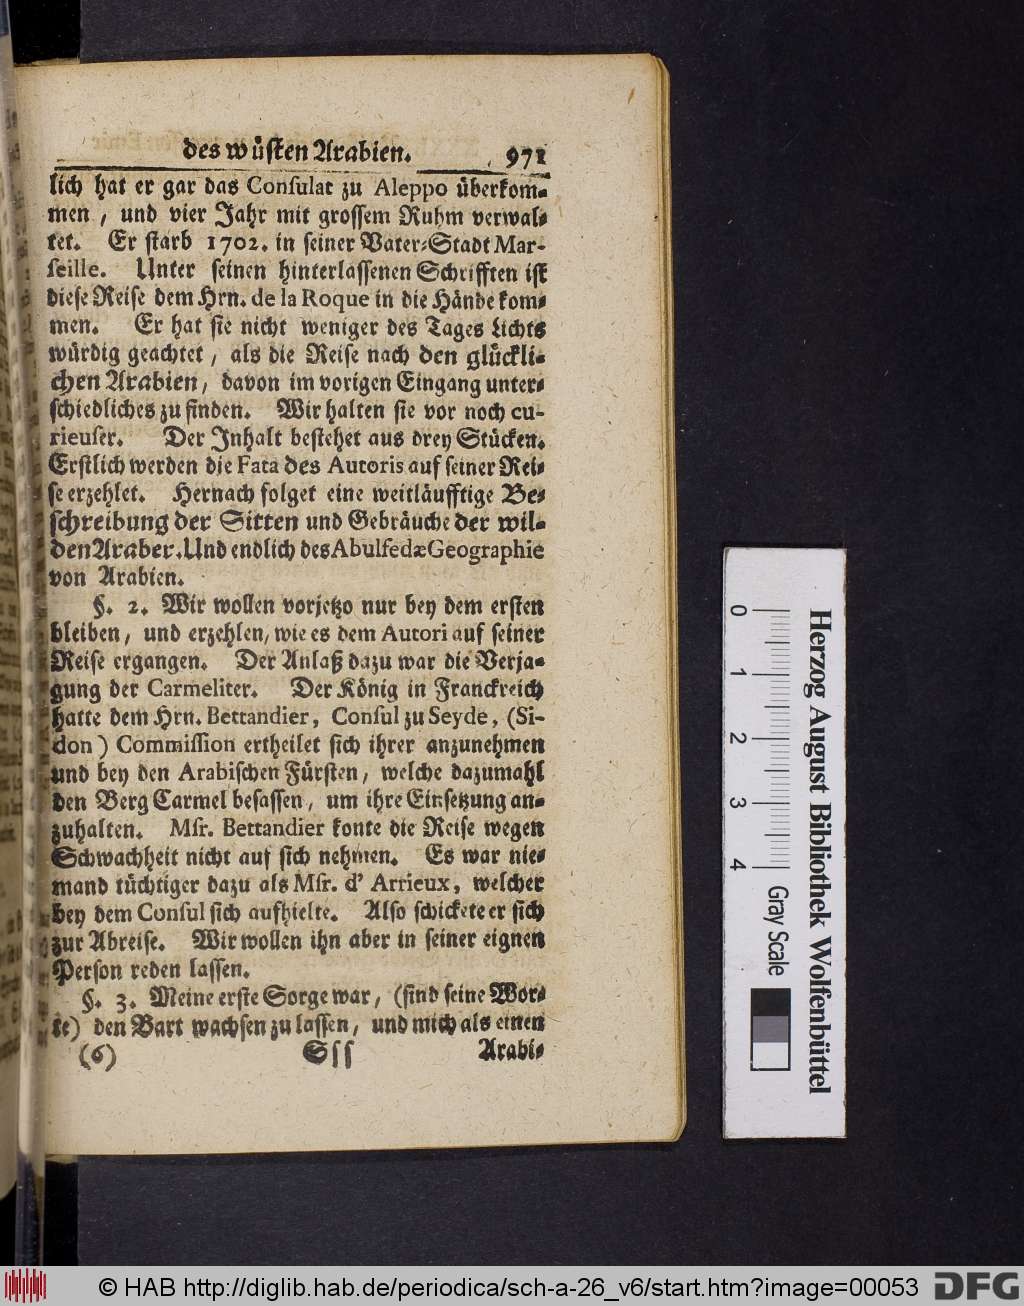 des wüsten Arabien. 971
lich hat er gar das Consulat zu Aleppo überkom-
men, und vier Jahr mit grossem Ruhm verwal-
tet. Er starb 1702. in seiner Vater-Stadt Mar-
seille. Unter seinen hinterlassenen Schrifften ist
diese Reise dem Hrn. de la Roque in die Hände kom-
men. Er hat sie nicht weniger des Tages Lichts
würdig geachtet, als die Reise nach den glückli-
chen Arabien, davon im vorigen Eingang unter-
schiedliches zu finden. Wir halten sie vor noch cu-
rieuser. Der Inhalt bestehet aus drey Stücken.
Erstlich werden die Fata des Autoris auf seiner Rei-
se erzehlet. Hernach folget eine weitläufftige Be-
schreibung der Sitten und Gebräuche der wil-
den Araber. Und endlich des Abulfedæ Geographie
von Arabien.
§. 2. Wir wollen vorjetzo nur bey dem ersten
bleiben, und erzehlen, wie es dem Autori auf seiner
Reise ergangen. Der Anlaß dazu war die Verja-
gung der Carmeliter. Der König in Franckreich
hatte dem Hrn. Bettandier, Consul zu Seyde, (Si-
don) Commission ertheilet sich ihrer anzunehmen
und bey den Arabischen Fürsten, welche dazumahl
den Berg Carmel besassen, um ihre Einsetzung an-
zuhalten. Msr. Bettandier konte die Reise wegen
Schwachheit nicht auf sich nehmen. Es war nie-
mand tüchtiger dazu als Msr. d' Arrieux, welcher
bey dem Consul sich aufhielte. Also schickete er sich
zur Abreise. Wir wollen ihn aber in seiner eignen
Person reden lassen.
§. 3. Meine erste Sorge war, (sind seine Wor-
te) den Bart wachsen zu lassen, und mich als einen
(6) Sss Arabi-
0 1 2 3 4 Gray Scale
Herzog August Bibliothek Wolfenbüttel
© HAB http://diglib.hab.de/periodica/sch-a-26_v6/start.htm?image=00053 DFG